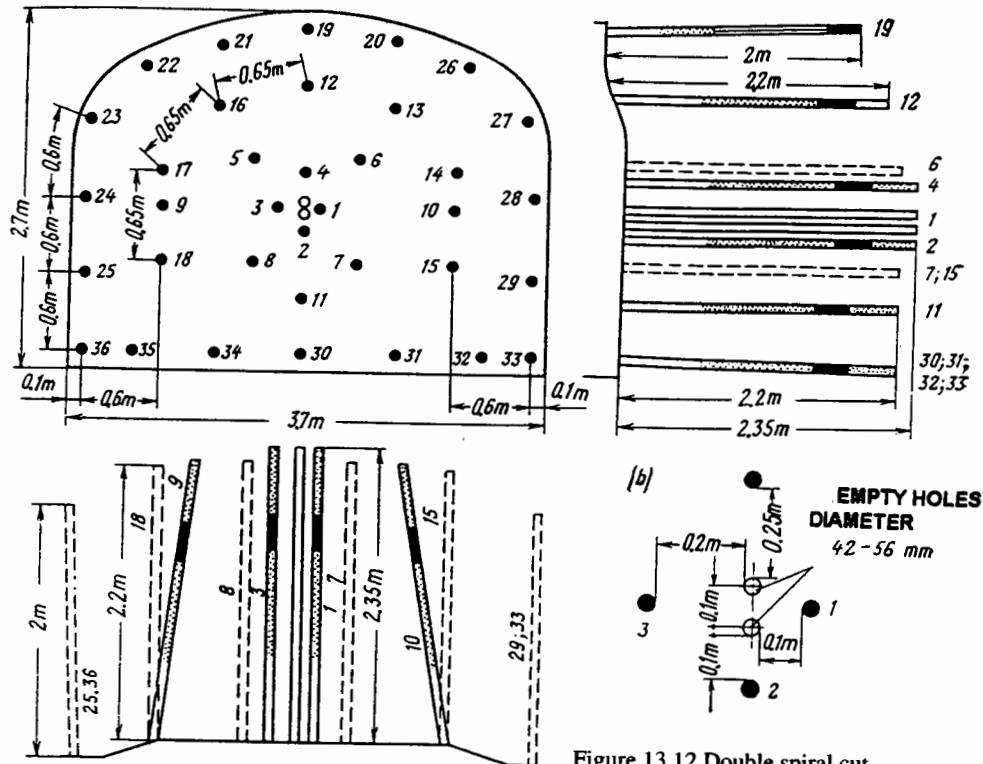 19
21
20
22
0.65m
12
26
16
13
23
0.65m
27
0.6m
5
6
17
4
14
24
9
3
1
10
28
2.7m
0.65m
2
0.6m
18
8
7
15
25
29
11
0.6m
36
35
34
30
31
32
33
0.1m
0.6m
0.6m
0.1m
3.7m
19
2m
2.2m
12
6
4
1
2
7;15
11
30;31;
32;33
2.2m
2.35m
2m
25.36
2.2m
18
9
8
3
1
7
2.35m
10
15
29;33
(b)
EMPTY HOLES
DIAMETER
42-56 mm
0.25m
0.2m
0.1m
3
1
0.1m
0.1m
2
Figure 13.12 Double spiral cut